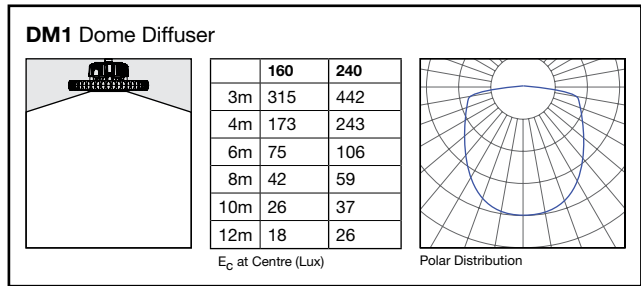 DM1 Dome Diffuser
160 240
3m 315 442
4m 173 243
6m 75 106
8m 42 59
10m 26 37
12m 18 26
EC at Centre (Lux)
Polar Distribution